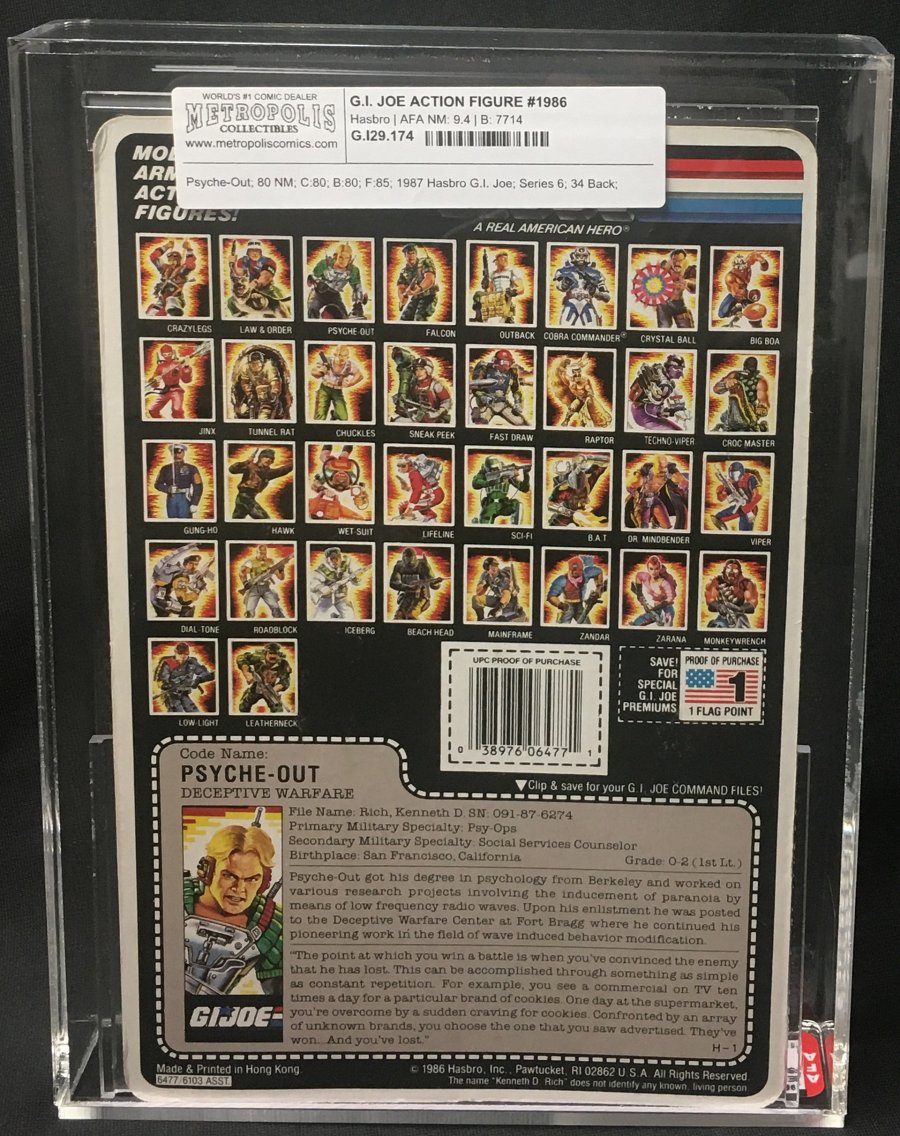 WORLD'S #1 COMIC DEALER
METROPOLIS
COLLECTIBLES
www.metropoliscomics.com
G.I. JOE ACTION FIGURE #1986
Hasbro | AFA NM: 9.4 | B: 7714
G.I29.174
Psyche-Out; 80 NM; C:80; B:80; F:85; 1987 Hasbro G.I. Joe; Series 6; 34 Back;
FIGURES!
A REAL AMERICAN HERO®
CRAZYLEGS LAW & ORDER PSYCHE-OUT FALCON OUTBACK COBRA COMMANDER® CRYSTAL BALL BIG BOA
JINX TUNNEL RAT CHUCKLES SNEAK PEEK FAST DRAW RAPTOR TECHNO-VIPER CROC MASTER
GUNG-HO HAWK WET-SUIT LIFELINE SCI-FI B.A.T. DR. MINDBENDER VIPER
DIAL-TONE ROADBLOCK ICEBERG BEACH HEAD MAINFRAME ZANDAR ZARANA MONKEYWRENCH
LOW-LIGHT LEATHERNECK
UPC PROOF OF PURCHASE
0 38976 06477 1
SAVE!
FOR
SPECIAL
G.I. JOE
PREMIUMS
PROOF OF PURCHASE
1
1 FLAG POINT
▼Clip & save for your G.I. JOE COMMAND FILES!
Code Name:
PSYCHE-OUT
DECEPTIVE WARFARE
File Name: Rich, Kenneth D. SN: 091-87-6274
Primary Military Specialty: Psy-Ops
Secondary Military Specialty: Social Services Counselor
Birthplace: San Francisco, California Grade: O-2 (1st Lt.)
Psyche-Out got his degree in psychology from Berkeley and worked on
various research projects involving the inducement of paranoia by
means of low frequency radio waves. Upon his enlistment he was posted
to the Deceptive Warfare Center at Fort Bragg where he continued his
pioneering work in the field of wave induced behavior modification.
"The point at which you win a battle is when you've convinced the enemy
that he has lost. This can be accomplished through something as simple
as constant repetition. For example, you see a commercial on TV ten
times a day for a particular brand of cookies. One day at the supermarket,
you're overcome by a sudden craving for cookies. Confronted by an array
of unknown brands, you choose the one that you saw advertised. They've
won... And you've lost."
H-1
GI JOE
Made & Printed in Hong Kong.
6477/6103 ASST.
© 1986 Hasbro, Inc., Pawtucket, RI 02862 U.S.A. All Rights Reserved.
The name "Kenneth D. Rich" does not identify any known, living person.